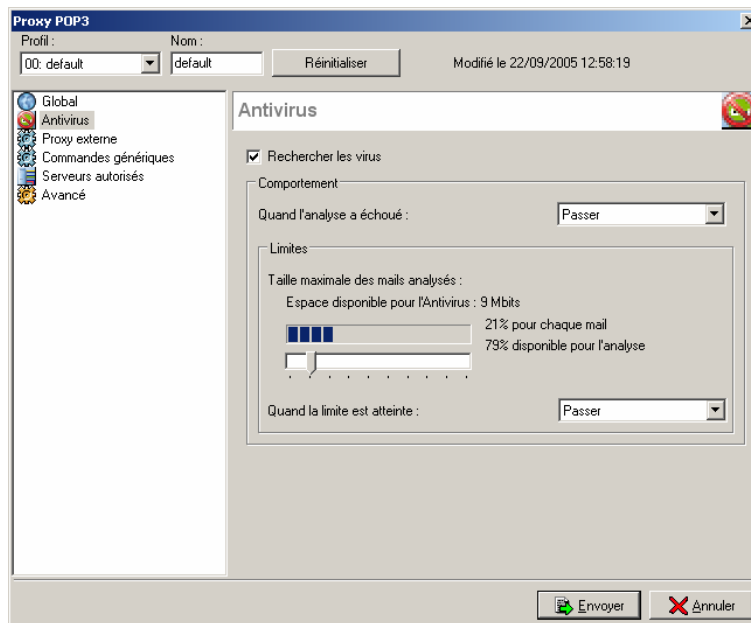 Proxy POP3
Profil :
Nom :
00: default
default
Réinitialiser
Modifié le 22/09/2005 12:58:19
Global
Antivirus
Proxy externe
Commandes génériques
Serveurs autorisés
Avancé
Antivirus
Rechercher les virus
Comportement
Quand l'analyse a échoué :
Passer
Limites
Taille maximale des mails analysés :
Espace disponible pour l'Antivirus : 9 Mbits
21% pour chaque mail
79% disponible pour l'analyse
Quand la limite est atteinte :
Passer
Envoyer
Annuler